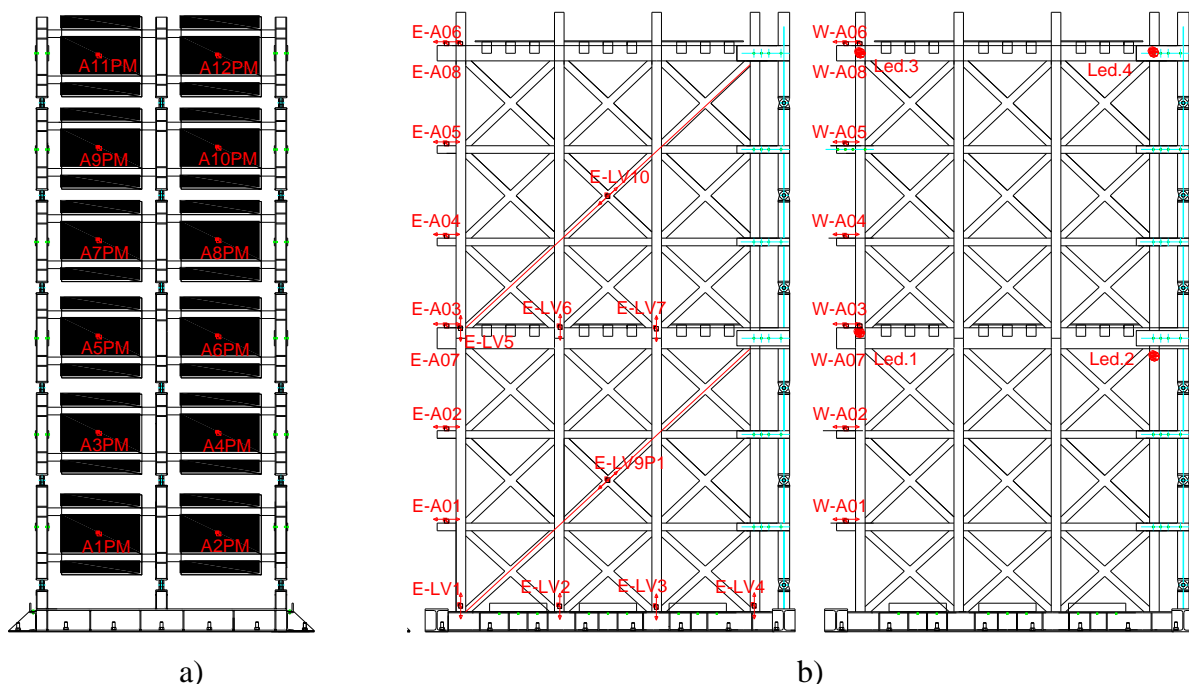 A11PM
A12PM
A9PM
A10PM
A7PM
A8PM
A5PM
A6PM
A3PM
A4PM
A1PM
A2PM
a)
E-A06
E-A08
E-A05
E-LV10
E-A04
E-A03
E-LV6
E-LV7
E-LV5
E-A07
E-A02
E-LV9P1
E-A01
E-LV1
E-LV2
E-LV3
E-LV4
W-A06
Led.3
Led.4
W-A08
W-A05
W-A04
W-A03
W-A07
Led.1
Led.2
W-A02
W-A01
b)